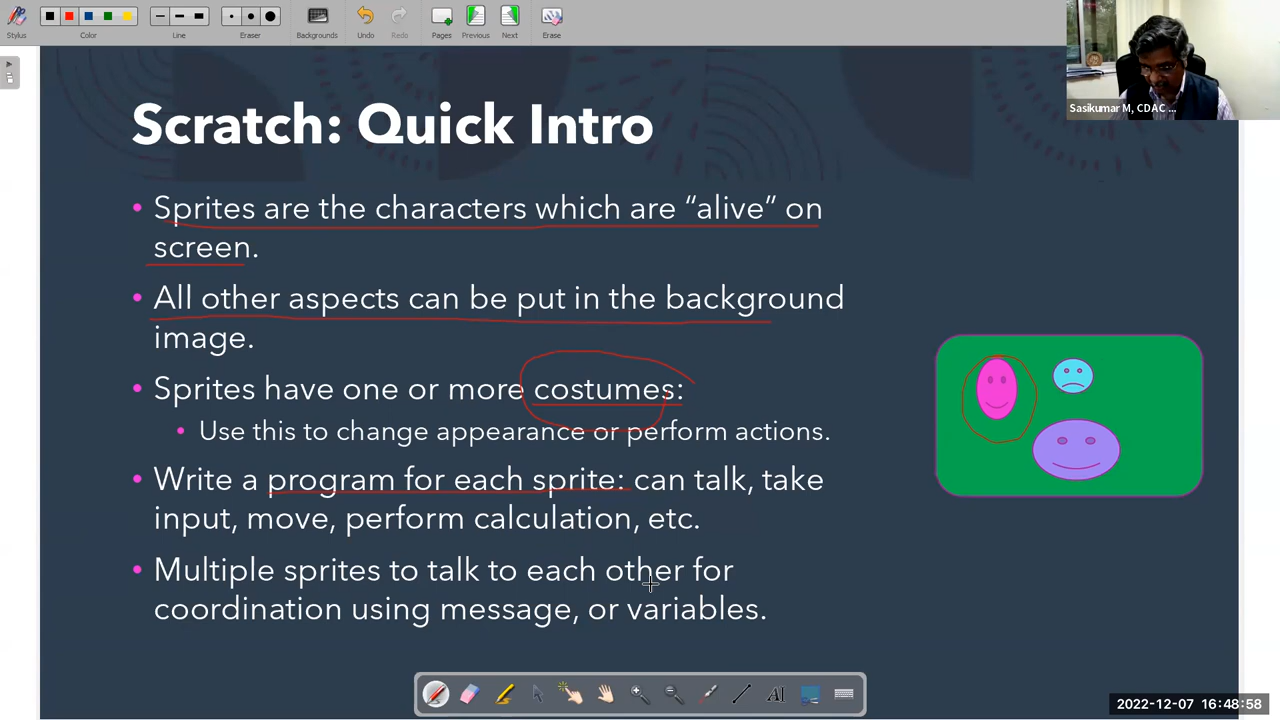 Stylus
Color
Line
Eraser
Backgrounds
Undo
Redo
Pages
Previous
Next
Erase
Sasikumar M, CDAC ...
Scratch: Quick Intro
• Sprites are the characters which are “alive” on
screen.
• All other aspects can be put in the background
image.
• Sprites have one or more costumes:
• Use this to change appearance or perform actions.
• Write a program for each sprite: can talk, take
input, move, perform calculation, etc.
• Multiple sprites to talk to each other for
coordination using message, or variables.
AI
2022-12-07 16:48:58